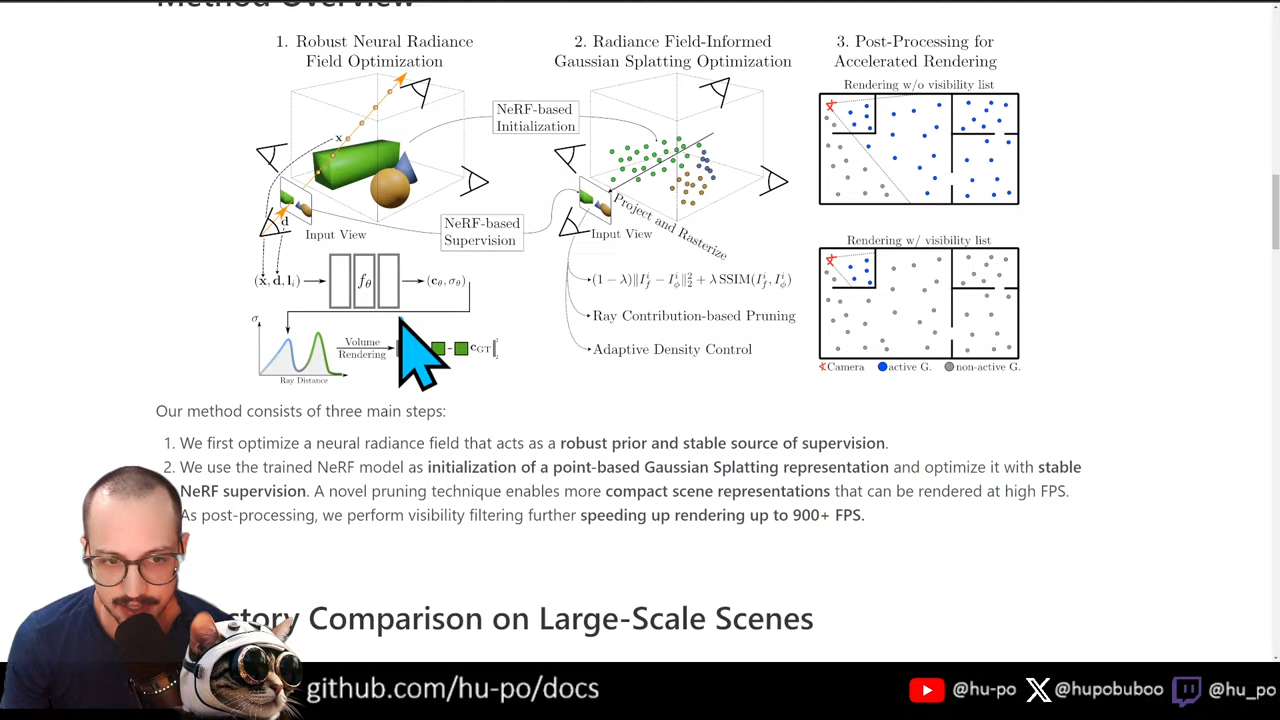 Method Overview
1. Robust Neural Radiance
Field Optimization
2. Radiance Field-Informed
Gaussian Splatting Optimization
3. Post-Processing for
Accelerated Rendering
Rendering w/o visibility list
NeRF-based
Initialization
x
d
Input View
NeRF-based
Supervision
Input View
Project and Rasterize
Rendering w/ visibility list
(x, d, l_i)
f_θ
(c_θ, σ_θ)
(1 − λ)‖I_f^i − I_φ^i‖_2^2 + λ SSIM(I_f^i, I_φ^i)
Ray Contribution-based Pruning
Adaptive Density Control
σ
Volume
Rendering
- c_GT
Ray Distance
Camera active G. non-active G.
Our method consists of three main steps:
1. We first optimize a neural radiance field that acts as a robust prior and stable source of supervision.
2. We use the trained NeRF model as initialization of a point-based Gaussian Splatting representation and optimize it with stable
NeRF supervision. A novel pruning technique enables more compact scene representations that can be rendered at high FPS.
As post-processing, we perform visibility filtering further speeding up rendering up to 900+ FPS.
Comparison on Large-Scale Scenes
github.com/hu-po/docs
@hu-po
@hupobuboo
@hu_po